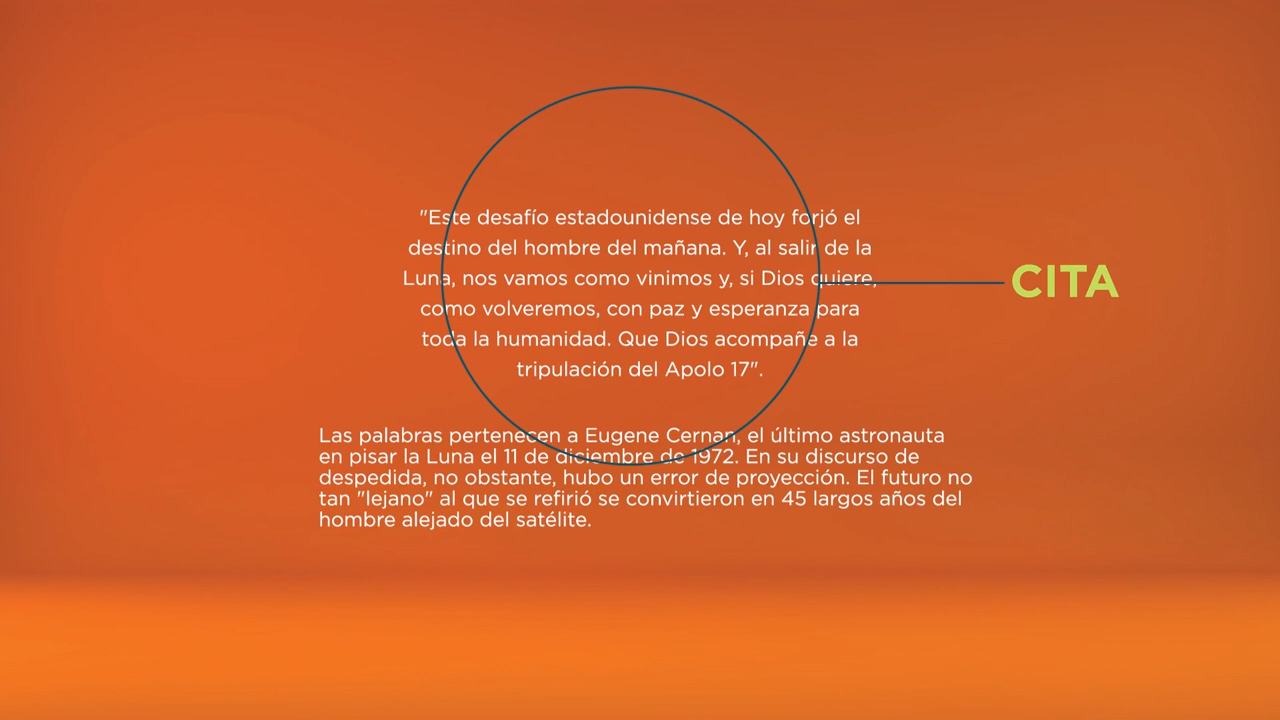 "Este desafío estadounidense de hoy forjó el
destino del hombre del mañana. Y, al salir de la
Luna, nos vamos como vinimos y, si Dios quiere,
como volveremos, con paz y esperanza para
toda la humanidad. Que Dios acompañe a la
tripulación del Apolo 17".
CITA
Las palabras pertenecen a Eugene Cernan, el último astronauta
en pisar la Luna el 11 de diciembre de 1972. En su discurso de
despedida, no obstante, hubo un error de proyección. El futuro no
tan "lejano" al que se refirió se convirtieron en 45 largos años del
hombre alejado del satélite.